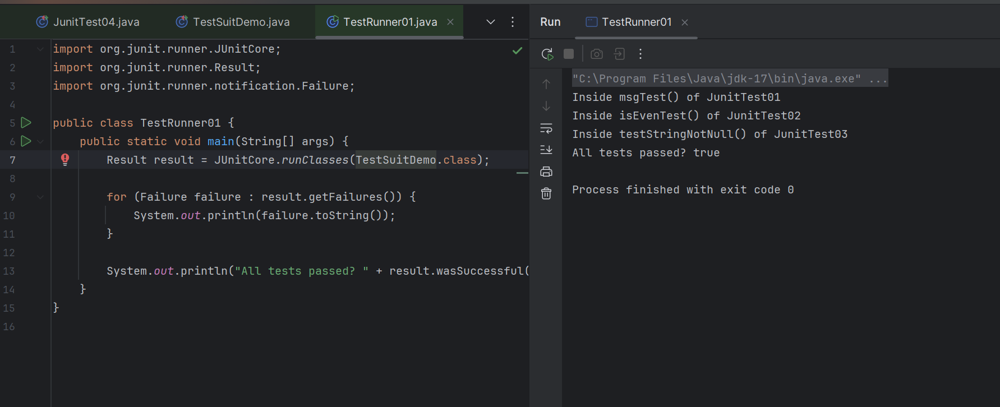 JunitTest04.java
TestSuitDemo.java
TestRunner01.java
1 import org.junit.runner.JUnitCore;
2 import org.junit.runner.Result;
3 import org.junit.runner.notification.Failure;
4
5 public class TestRunner01 {
6 public static void main(String[] args) {
7 Result result = JUnitCore.runClasses(TestSuitDemo.class);
8
9 for (Failure failure : result.getFailures()) {
10 System.out.println(failure.toString());
11 }
12
13 System.out.println("All tests passed? " + result.wasSuccessful(
14 }
15 }
16
Run
TestRunner01
"C:\Program Files\Java\jdk-17\bin\java.exe" ...
Inside msgTest() of JunitTest01
Inside isEvenTest() of JunitTest02
Inside testStringNotNull() of JunitTest03
All tests passed? true
Process finished with exit code 0